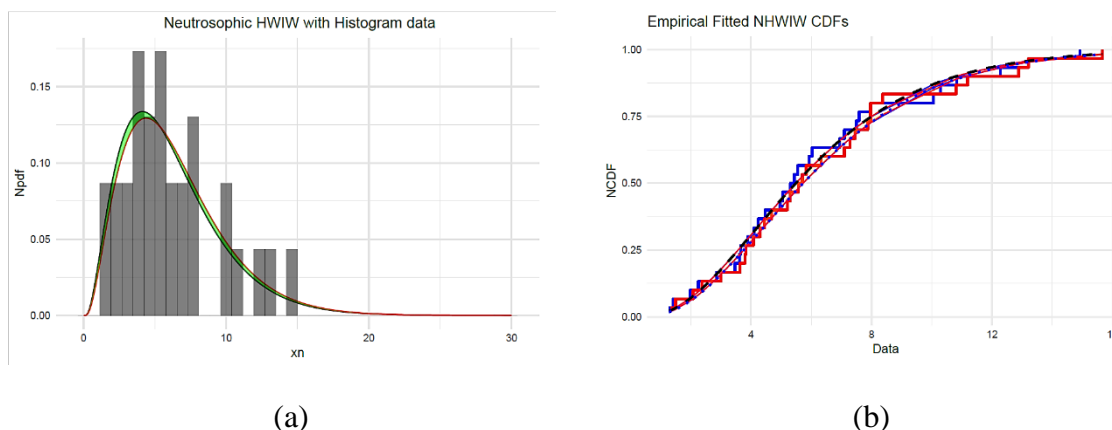 Neutrosophic HWIW with Histogram data
Npdf
0.15
0.10
0.05
0.00
0
10
20
30
xn
(a)
Empirical Fitted NHWIW CDFs
NCDF
1.00
0.75
0.50
0.25
0.00
4
8
12
1
Data
(b)